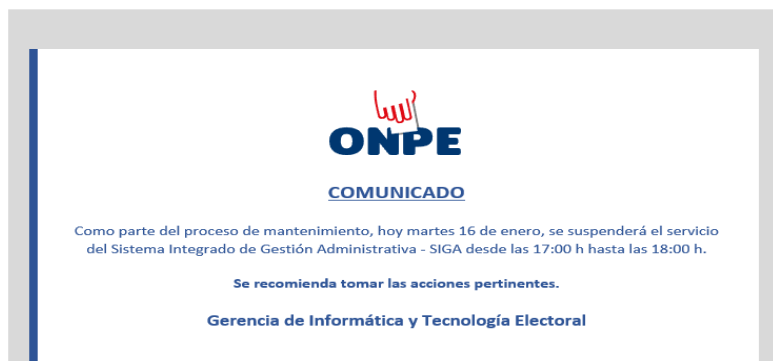 ONPE
COMUNICADO
Como parte del proceso de mantenimiento, hoy martes 16 de enero, se suspenderá el servicio
del Sistema Integrado de Gestión Administrativa - SIGA desde las 17:00 h hasta las 18:00 h.
Se recomienda tomar las acciones pertinentes.
Gerencia de Informática y Tecnología Electoral